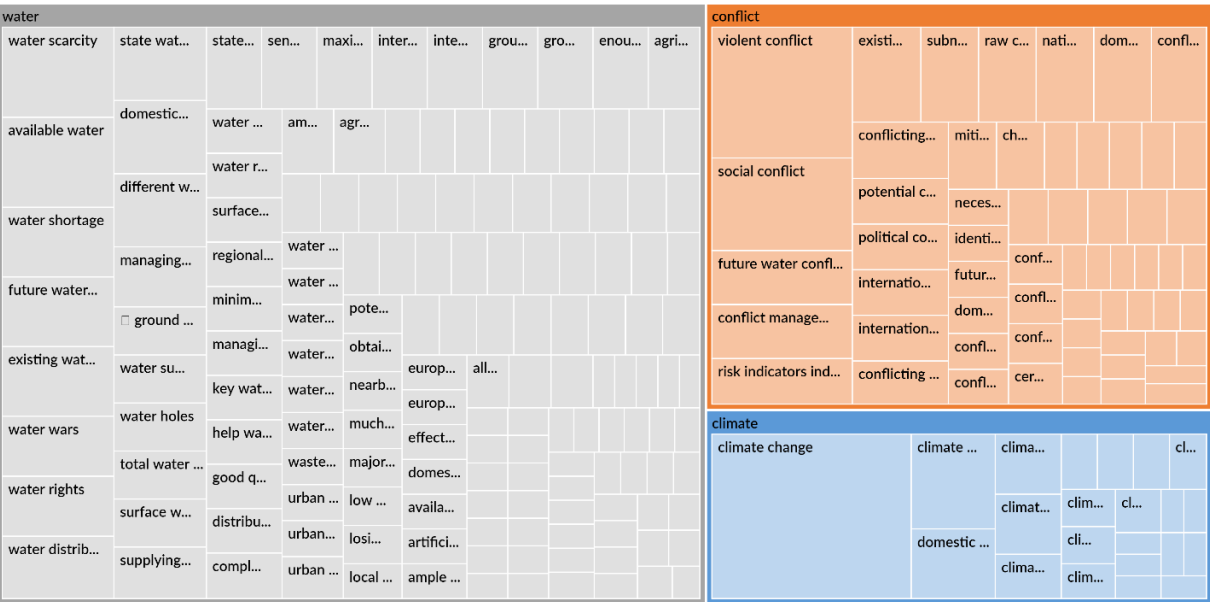 water
water scarcity
available water
water shortage
future water...
existing wat...
water wars
water rights
water distrib...
state wat...
domestic...
different w...
managing...
ground ...
water su...
water holes
total water ...
surface w...
supplying...
state...
sen...
maxi...
inter...
inte...
grou...
gro...
enou...
agri...
water ...
water r...
surface...
regional...
minim...
managi...
key wat...
help wa...
good q...
distribu...
compl...
am...
agr...
water ...
water ...
water...
water...
water...
water...
waste...
urban ...
urban...
urban ...
pote...
obtai...
nearb...
much...
major...
low ...
losi...
local ...
europ...
europ...
effect...
domes...
availa...
artifici...
ample ...
all...
conflict
violent conflict
social conflict
future water confl...
conflict manage...
risk indicators ind...
existi...
subn...
raw c...
nati...
dom...
confl...
conflicting...
potential c...
political co...
internatio...
internation...
conflicting ...
miti...
ch...
neces...
identi...
futur...
dom...
confl...
confl...
conf...
confl...
conf...
cer...
climate
climate change
climate ...
domestic ...
clima...
climat...
clima...
cl...
clim...
cli...
clim...
cl...